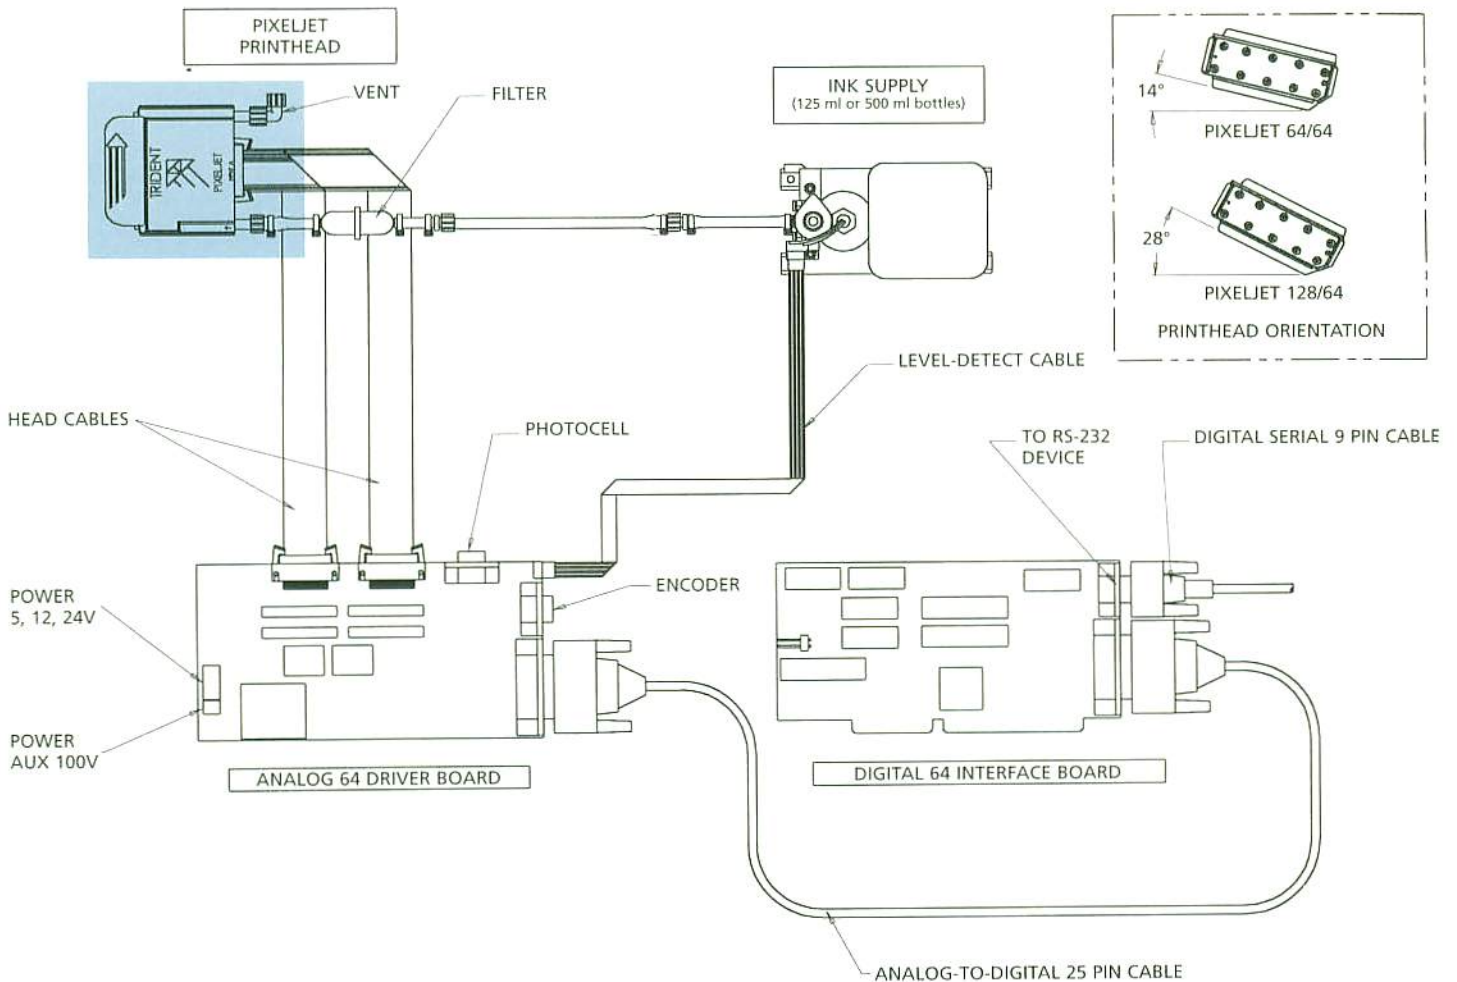 PIXELJET
PRINTHEAD
VENT
FILTER
INK SUPPLY
(125 ml or 500 ml bottles)
14°
PIXELJET 64/64
28°
PIXELJET 128/64
PRINTHEAD ORIENTATION
TRIDENT
PIXELJET
LEVEL-DETECT CABLE
HEAD CABLES
PHOTOCELL
TO RS-232
DEVICE
DIGITAL SERIAL 9 PIN CABLE
POWER
5, 12, 24V
ENCODER
POWER
AUX 100V
ANALOG 64 DRIVER BOARD
DIGITAL 64 INTERFACE BOARD
ANALOG-TO-DIGITAL 25 PIN CABLE